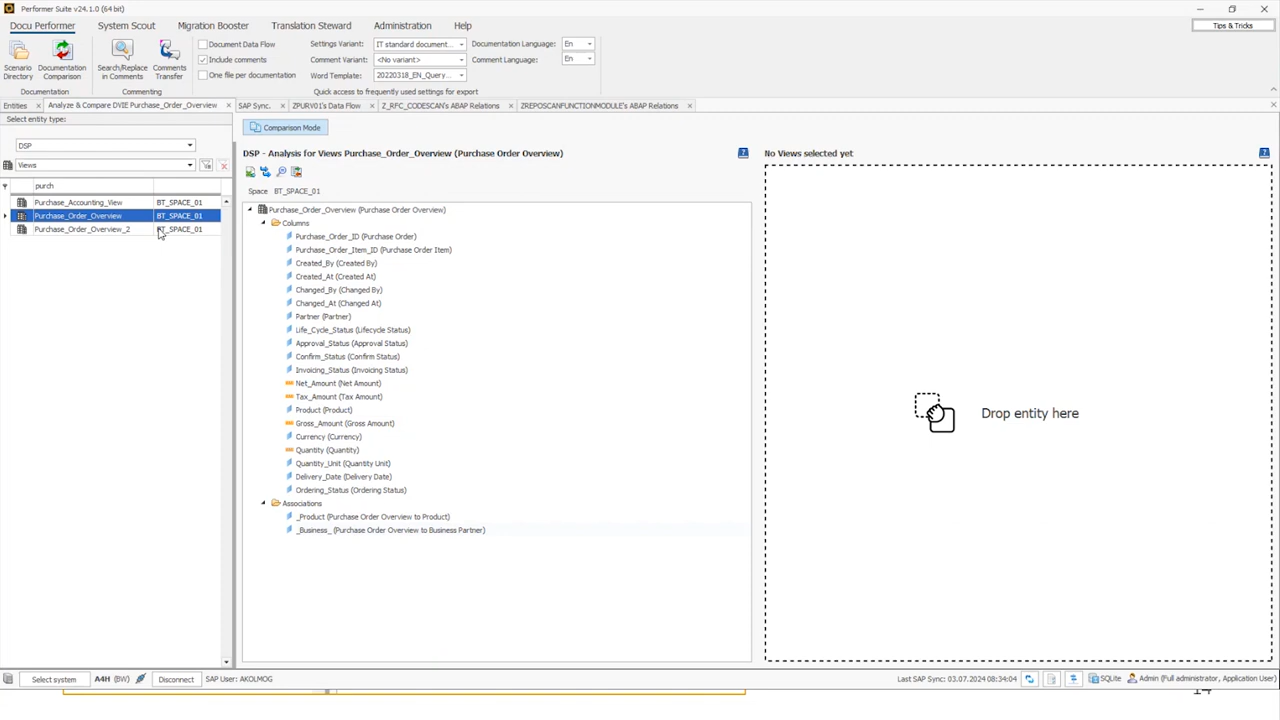 Performer Suite v24.1.0 (64 bit)
Docu Performer System Scout Migration Booster Translation Steward Administration Help
Tips & Tricks
Scenario Directory
Documentation Comparison
Documentation
Search/Replace in Comments
Comments Transfer
Commenting
Document Data Flow
Include comments
One file per documentation
Settings Variant: IT standard document...
Comment Variant: <No variant>
Word Template: 20220318_EN_Query...
Documentation Language: En
Comment Language: En
Quick access to frequently used settings for export
Entities Analyze & Compare DVIE Purchase_Order_Overview SAP Sync. ZPURV01's Data Flow Z_RFC_CODESCAN's ABAP Relations ZREPOSCANFUNCTIONMODULE's ABAP Relations
Select entity type:
DSP
Views
purch
Purchase_Accounting_View BT_SPACE_01
Purchase_Order_Overview BT_SPACE_01
Purchase_Order_Overview_2 BT_SPACE_01
Comparison Mode
DSP - Analysis for Views Purchase_Order_Overview (Purchase Order Overview)
Space BT_SPACE_01
Purchase_Order_Overview (Purchase Order Overview)
Columns
Purchase_Order_ID (Purchase Order)
Purchase_Order_Item_ID (Purchase Order Item)
Created_By (Created By)
Created_At (Created At)
Changed_By (Changed By)
Changed_At (Changed At)
Partner (Partner)
Life_Cycle_Status (Lifecycle Status)
Approval_Status (Approval Status)
Confirm_Status (Confirm Status)
Invoicing_Status (Invoicing Status)
Net_Amount (Net Amount)
Tax_Amount (Tax Amount)
Product (Product)
Gross_Amount (Gross Amount)
Currency (Currency)
Quantity (Quantity)
Quantity_Unit (Quantity Unit)
Delivery_Date (Delivery Date)
Ordering_Status (Ordering Status)
Associations
_Product (Purchase Order Overview to Product)
_Business_ (Purchase Order Overview to Business Partner)
No Views selected yet
Drop entity here
Select system A4H (BW) Disconnect SAP User: AKOLMOG
Last SAP Sync: 03.07.2024 08:34:04 SQLite Admin (Full administrator, Application User)